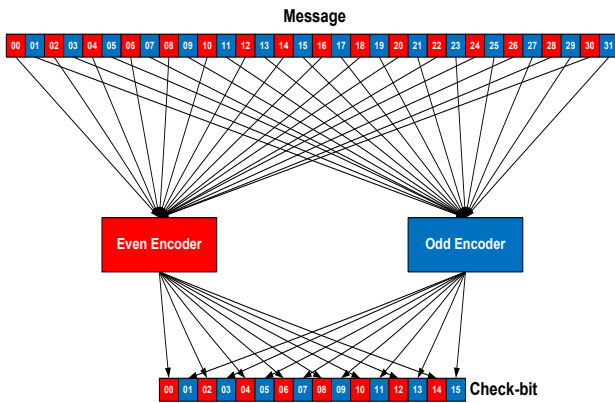 Message
00 01 02 03 04 05 06 07 08 09 10 11 12 13 14 15 16 17 18 19 20 21 22 23 24 25 26 27 28 29 30 31
Even Encoder Odd Encoder
00 01 02 03 04 05 06 07 08 09 10 11 12 13 14 15 Check-bit